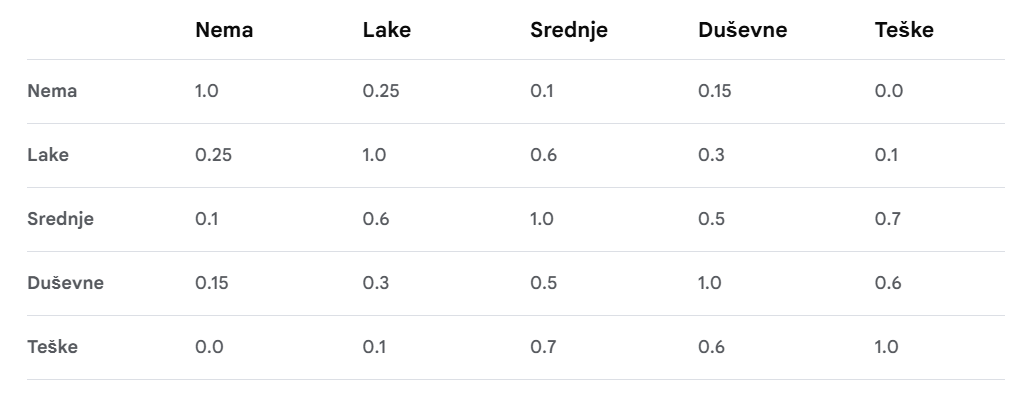 Nema Lake Srednje Duševne Teške
Nema 1.0 0.25 0.1 0.15 0.0
Lake 0.25 1.0 0.6 0.3 0.1
Srednje 0.1 0.6 1.0 0.5 0.7
Duševne 0.15 0.3 0.5 1.0 0.6
Teške 0.0 0.1 0.7 0.6 1.0